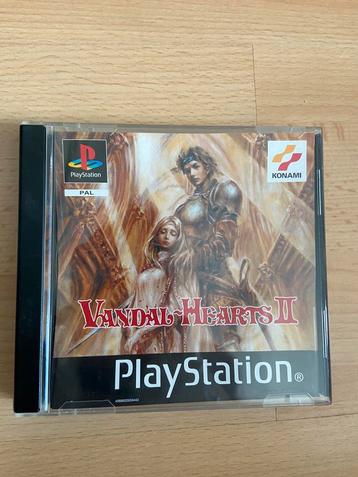 PlayStation
PAL
KONAMI
VANDAL-HEARTS II
PlayStation®